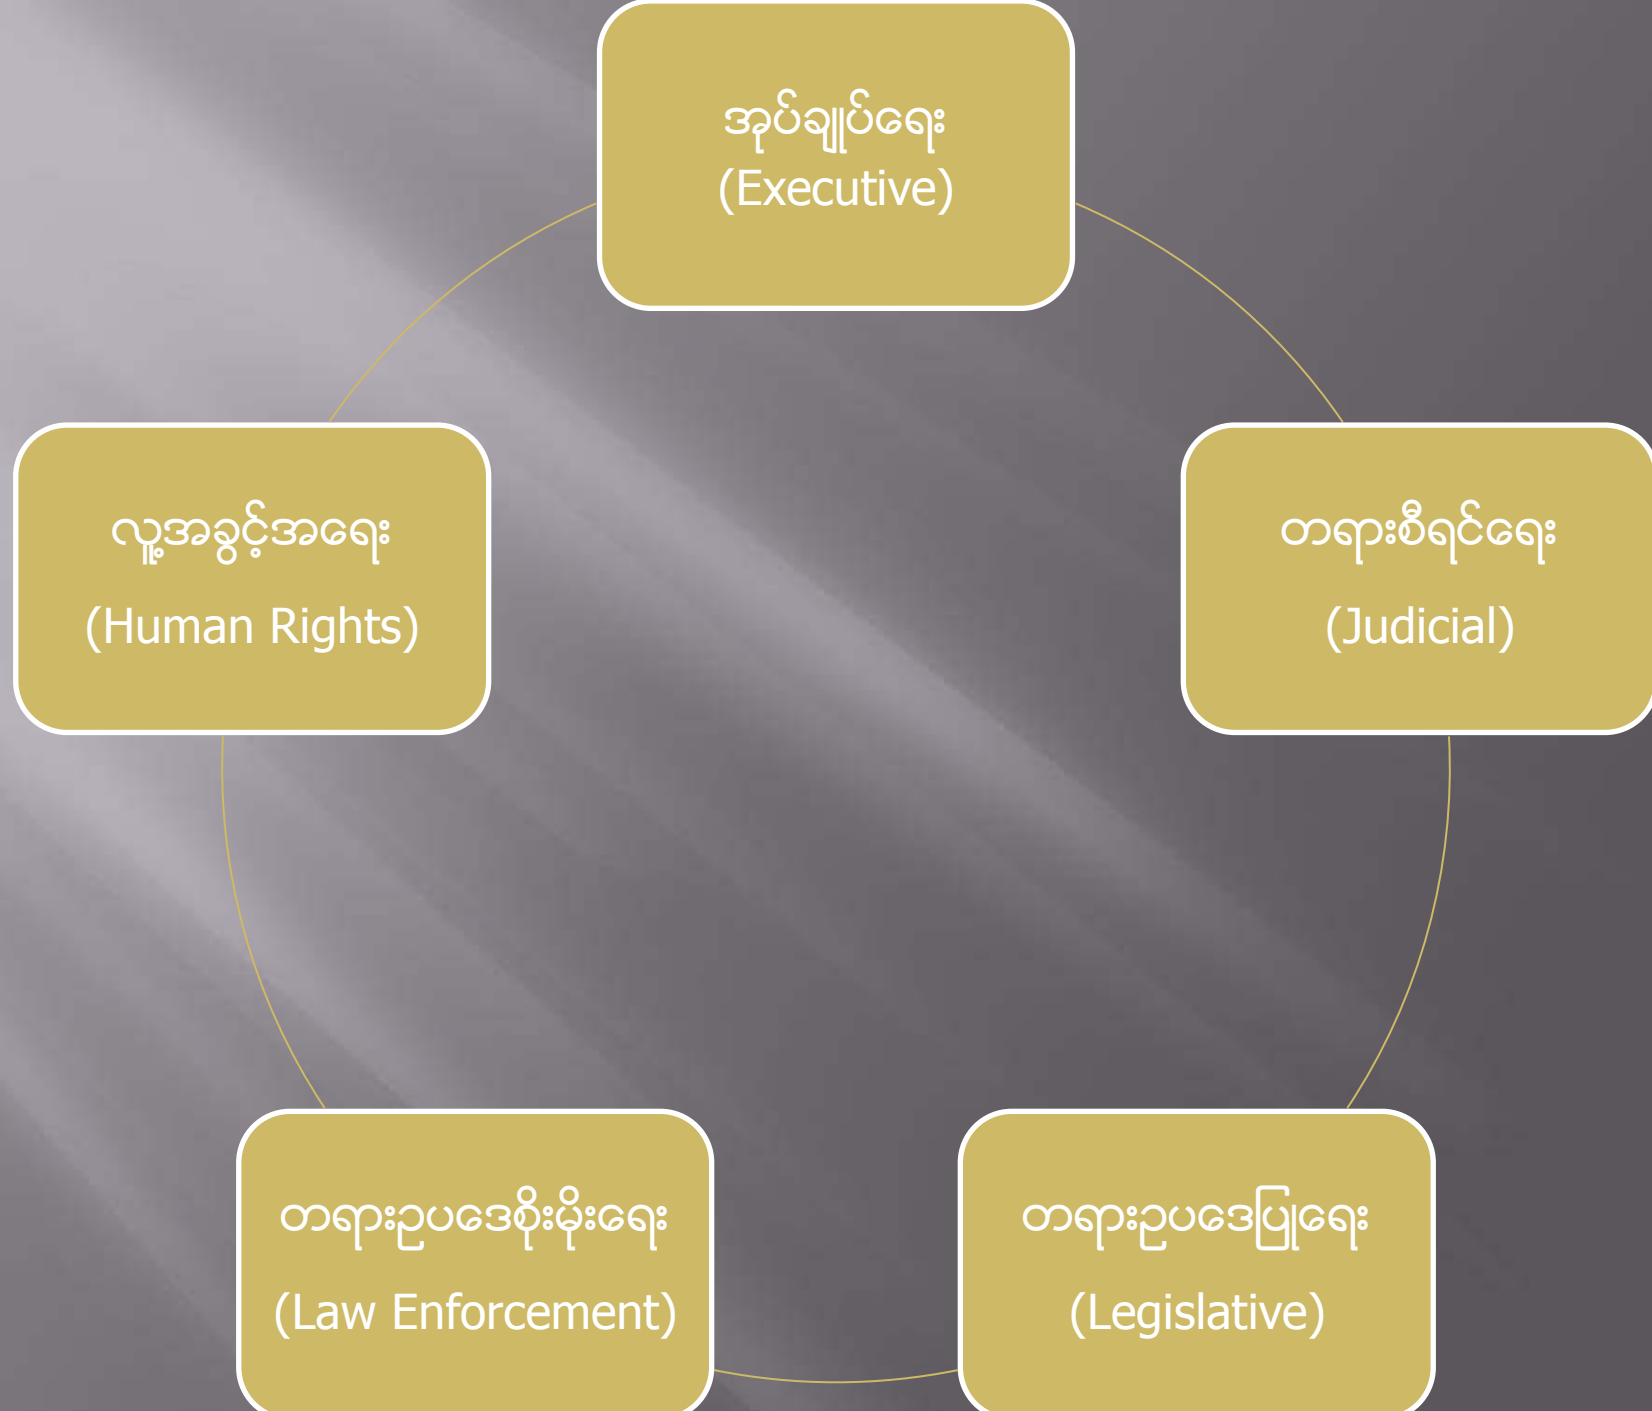 အုပ်ချုပ်ရေး
(Executive)
လူ့အခွင့်အရေး
(Human Rights)
တရားစီရင်ရေး
(Judicial)
တရားဥပဒေစိုးမိုးရေး
(Law Enforcement)
တရားဥပဒေပြုရေး
(Legislative)